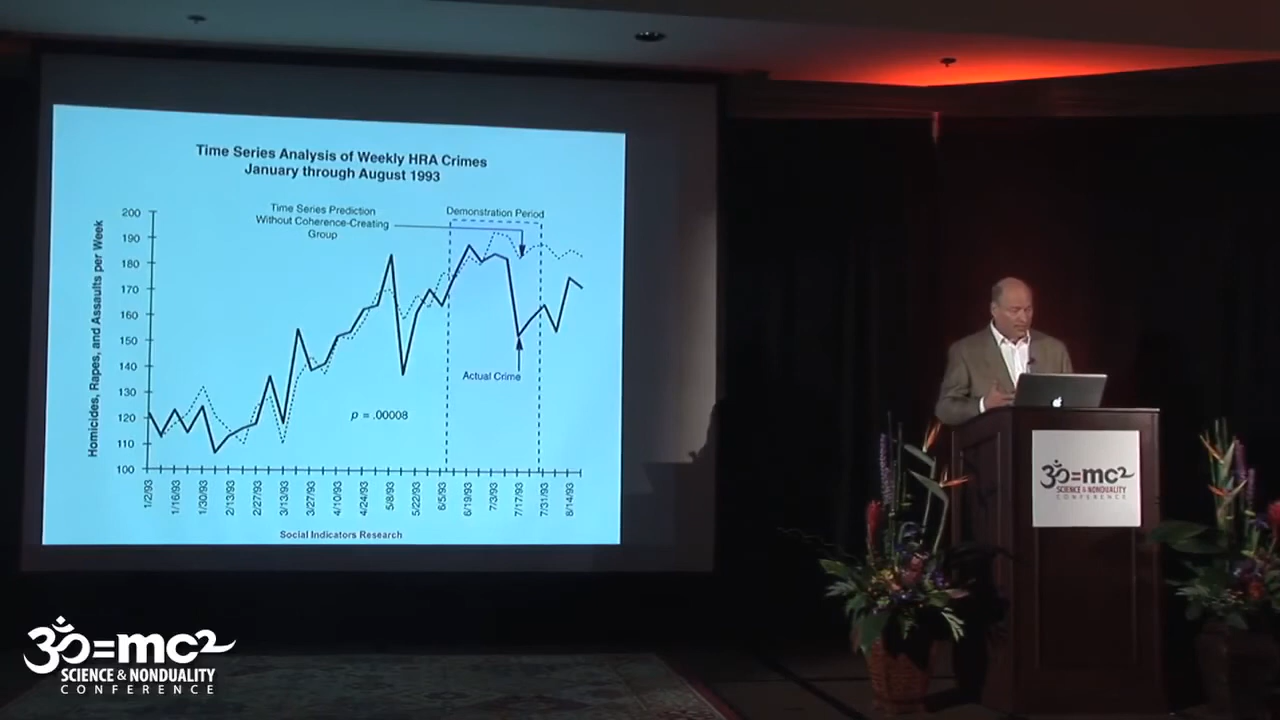 Time Series Analysis of Weekly HRA Crimes
January through August 1993
Time Series Prediction
Without Coherence-Creating
Group
Demonstration Period
Homicides, Rapes, and Assaults per Week
200
190
180
170
160
150
140
130
120
110
100
Actual Crime
p = .00008
1/2/93
1/16/93
1/30/93
2/13/93
2/27/93
3/13/93
3/27/93
4/10/93
4/24/93
5/08/93
5/22/93
6/5/93
6/19/93
7/3/93
7/17/93
7/31/93
8/14/93
Social Indicators Research
ॐ=mc2
SCIENCE & NONDUALITY
CONFERENCE
ॐ=mc2
SCIENCE & NONDUALITY
CONFERENCE